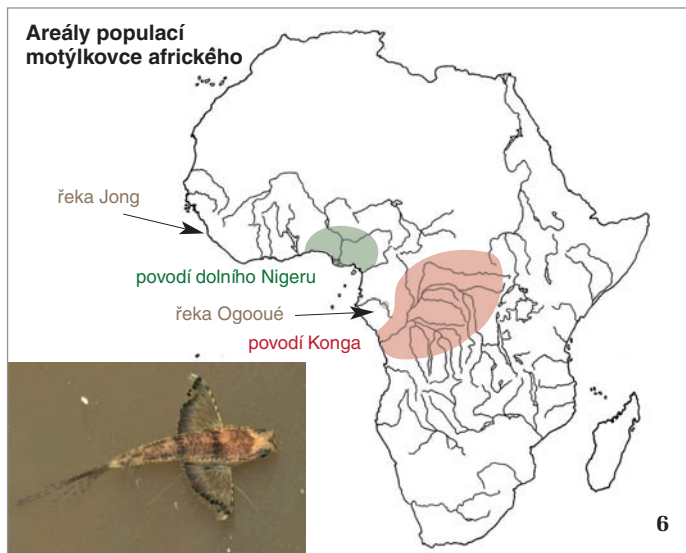 Areály populací
motýlkovce afrického
řeka Jong
povodí dolního Nigeru
řeka Ogooué
povodí Konga
6